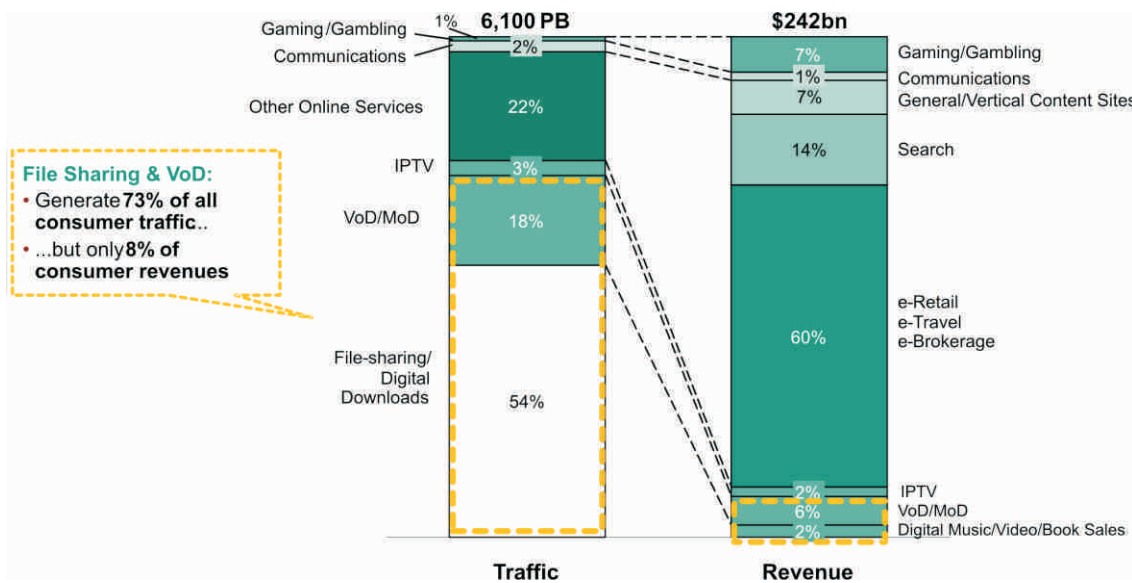 1%
6,100 PB
$242bn
Gaming/Gambling
2%
Communications
7%
Gaming/Gambling
1%
Communications
7%
General/Vertical Content Sites
Other Online Services
22%
14%
Search
File Sharing & VoD:
• Generate 73% of all
consumer traffic...
• ...but only 8% of
consumer revenues
IPTV
3%
VoD/MoD
18%
60%
e-Retail
e-Travel
e-Brokerage
File-sharing/
Digital
Downloads
54%
2%
IPTV
6%
VoD/MoD
2%
Digital Music/Video/Book Sales
Traffic
Revenue